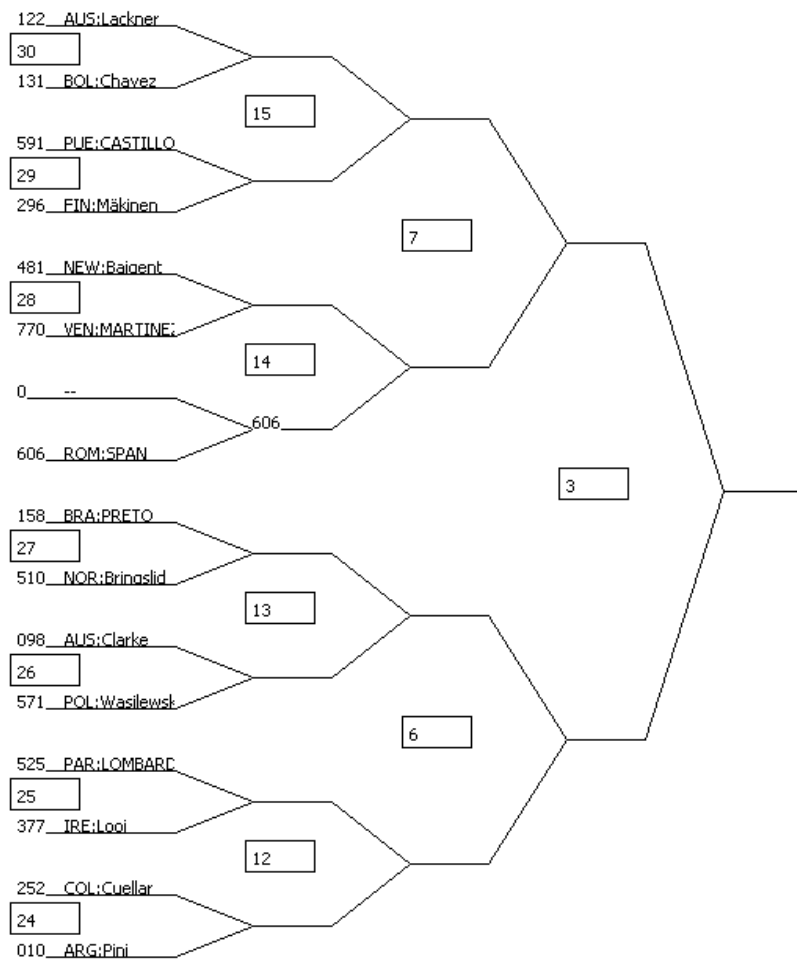 122 AUS:Lackner
30
131 BOL:Chavez
15
591 PUE:CASTILLO
29
296 FIN:Mäkinen
7
481 NEW:Baigent
28
770 VEN:MARTINEZ
14
0 --
606
606 ROM:SPAN
3
158 BRA:PRETO
27
510 NOR:Bringslid
13
098 AUS:Clarke
26
571 POL:Wasilewsk
6
525 PAR:LOMBARD
25
377 IRE:Looi
12
252 COL:Cuellar
24
010 ARG:Pini